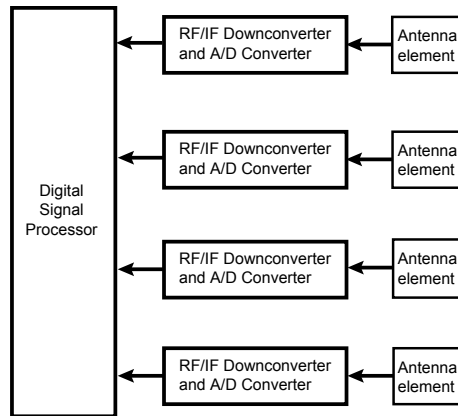 RF/IF Downconverter
and A/D Converter
Antenna
element
RF/IF Downconverter
and A/D Converter
Antenna
element
Digital
Signal
Processor
RF/IF Downconverter
and A/D Converter
Antenna
element
RF/IF Downconverter
and A/D Converter
Antenna
element